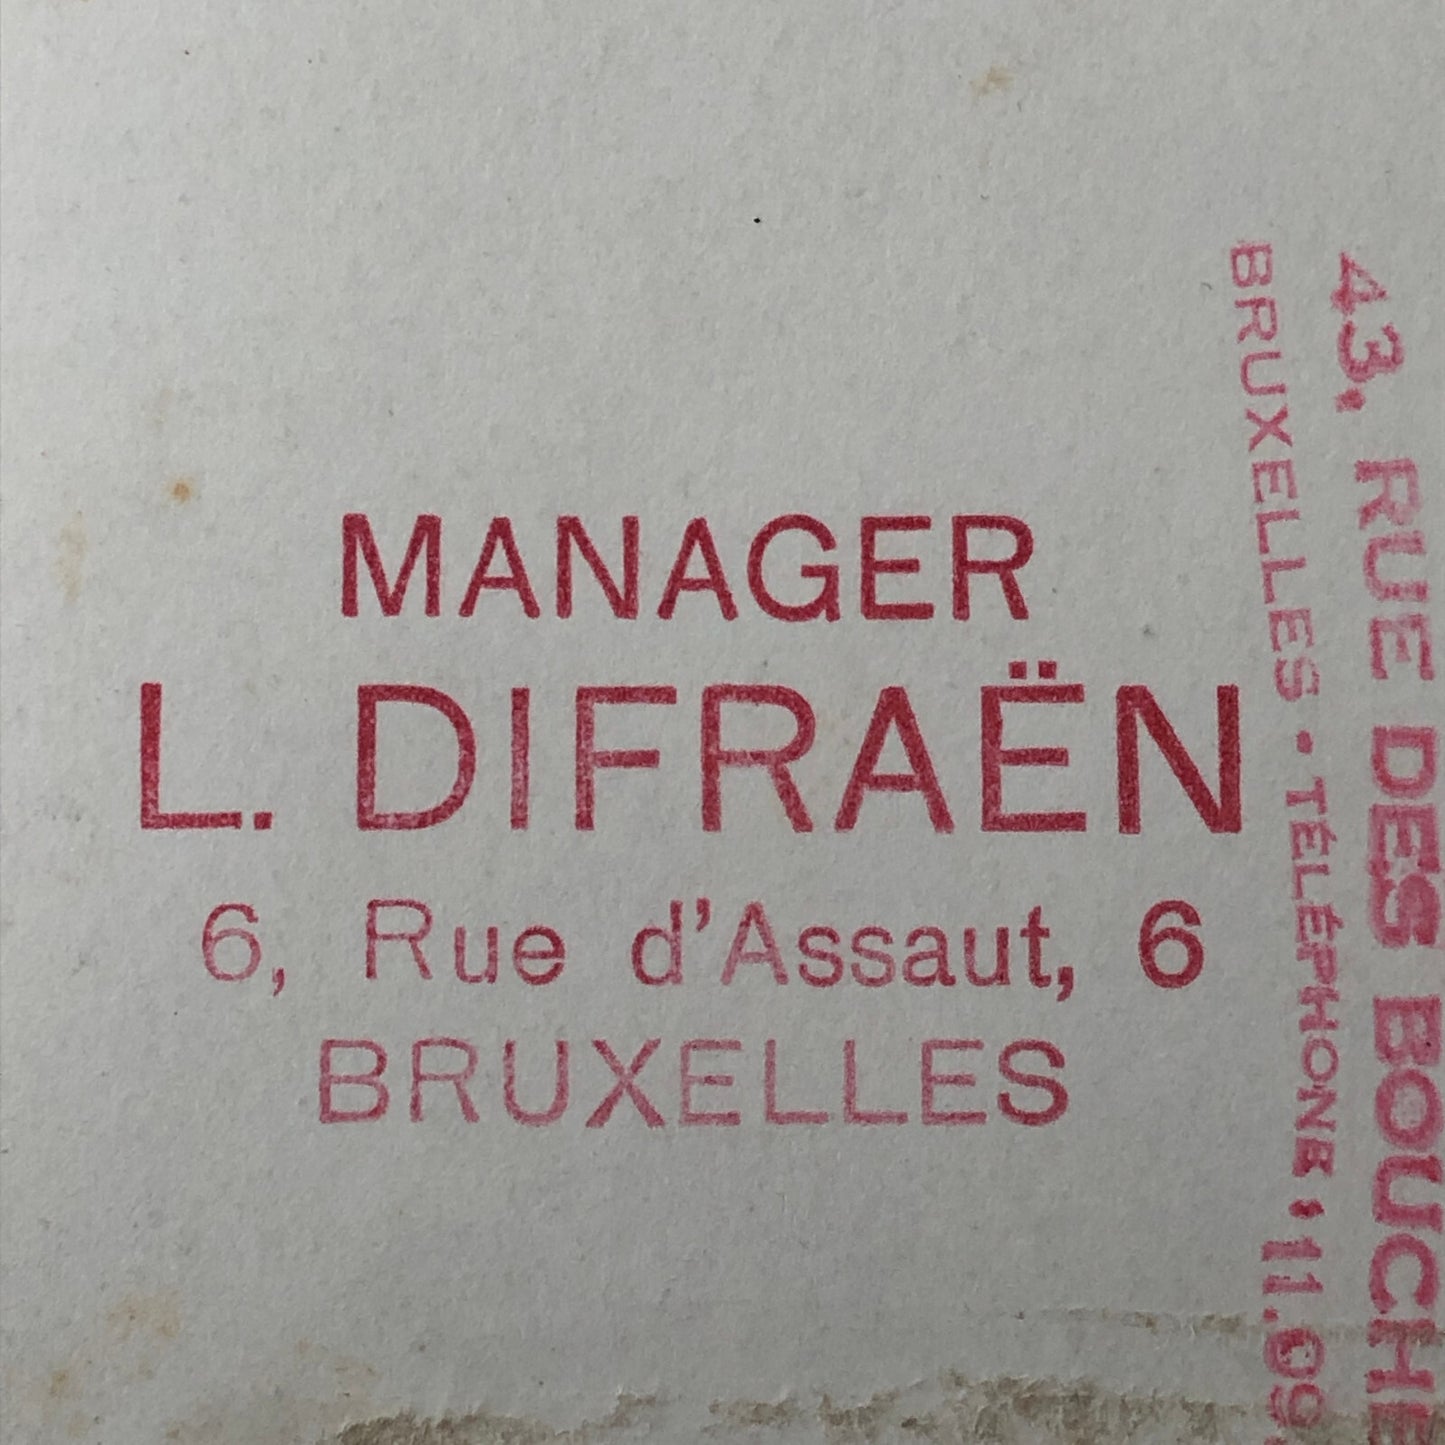 MANAGER
L. DIFRAËN
6, Rue d'Assaut, 6
BRUXELLES
43, RUE DES BOUCHE
BRUXELLES • TÉLÉPHONE • 11.09.